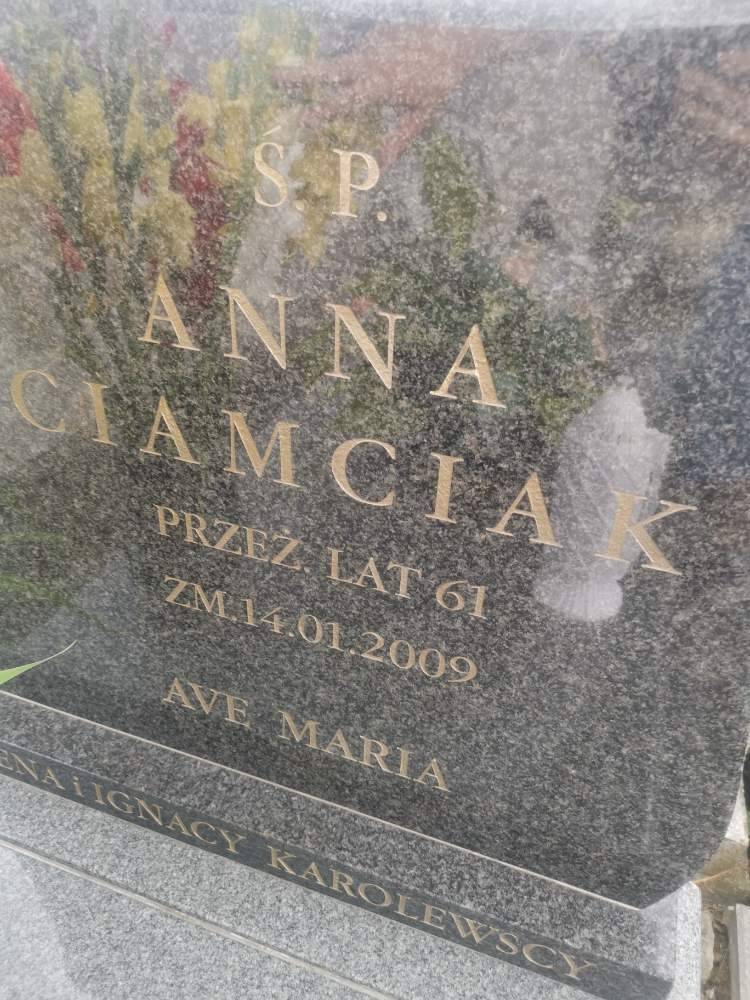 Ś. P.
ANNA
CIAMCIAK
PRZEŻ. LAT 61
ZM.14.01.2009
AVE MARIA
i IGNACY KAROLEWSCY